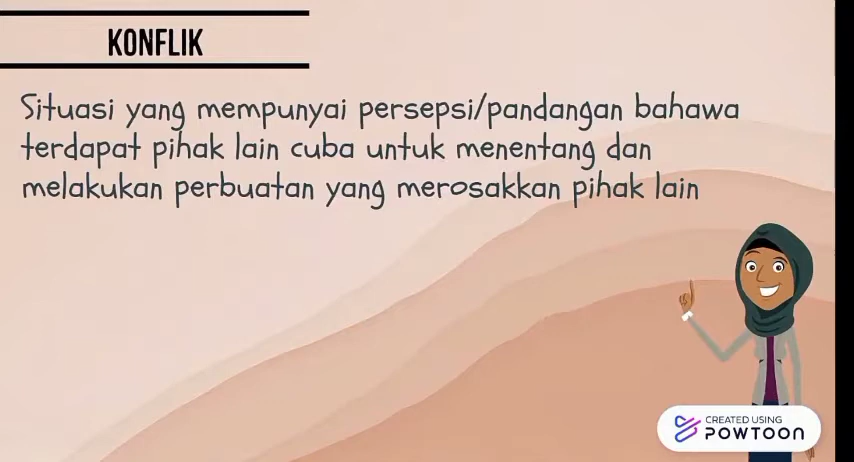 KONFLIK
Situasi yang mempunyai persepsi/pandangan bahawa
terdapat pihak lain cuba untuk menentang dan
melakukan perbuatan yang merosakkan pihak lain
CREATED USING
POWTOON